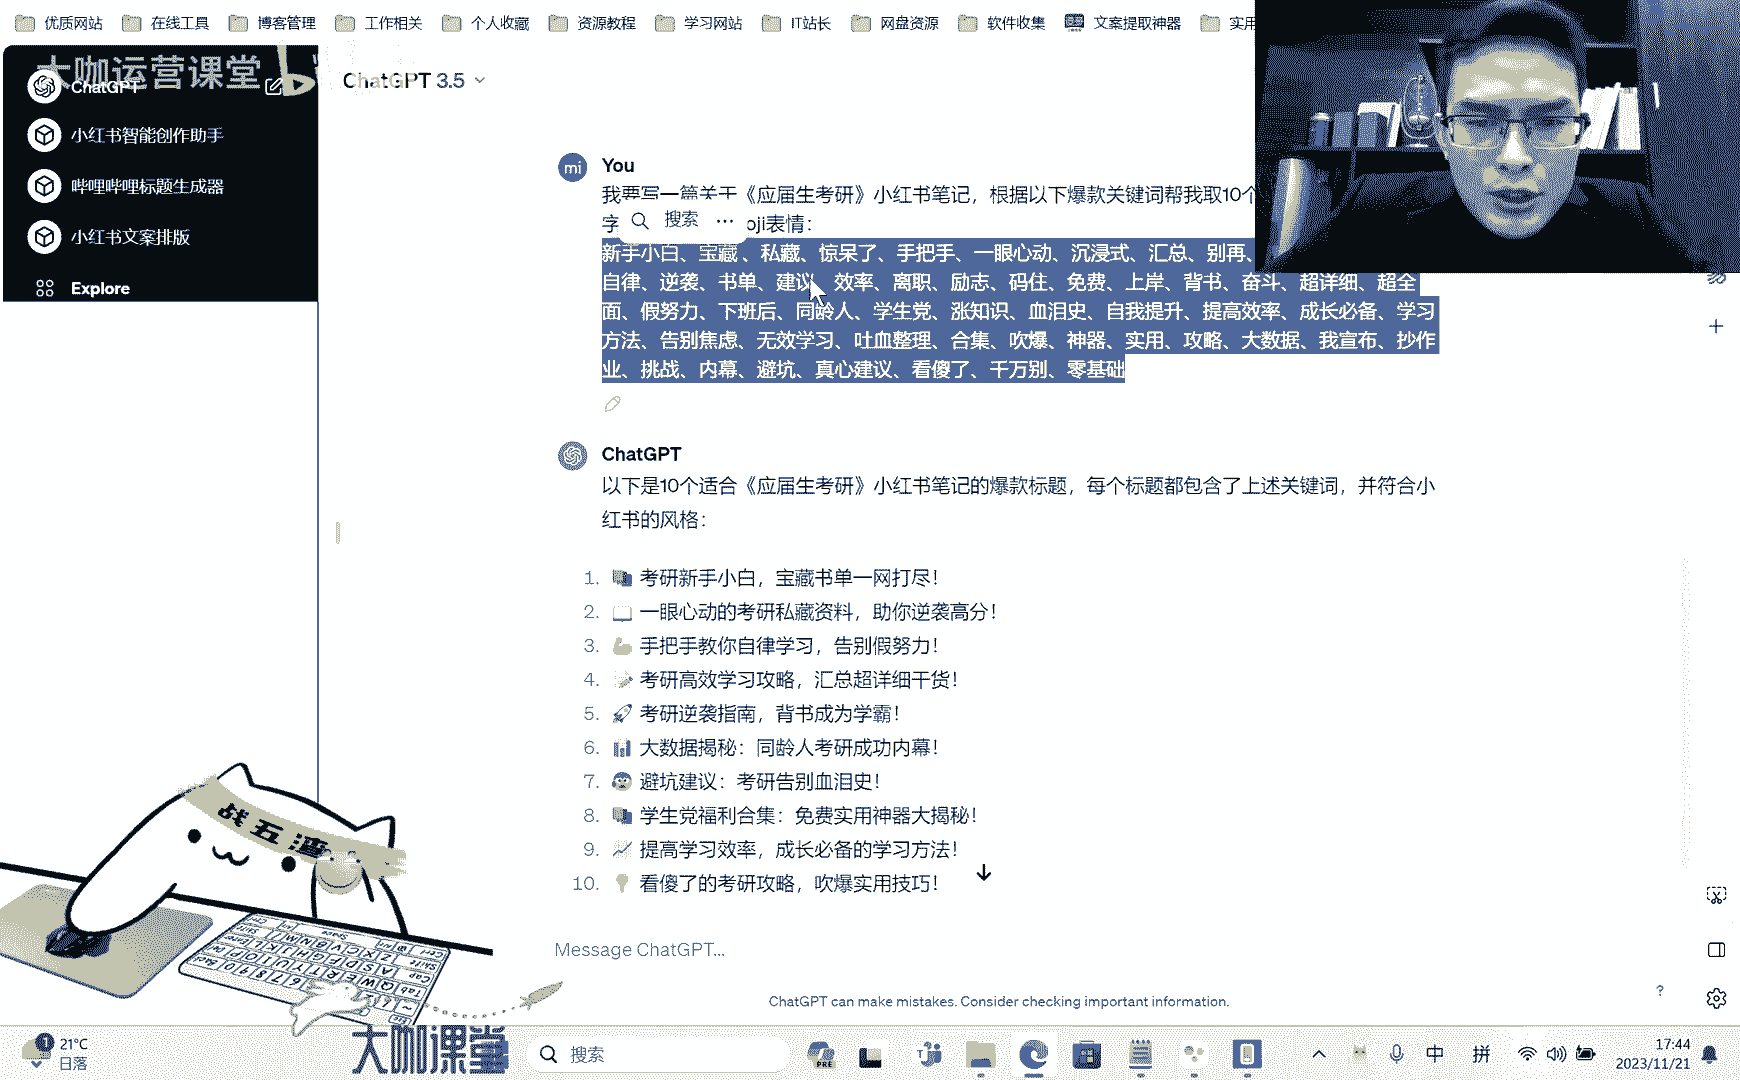 优质网站 在线工具 博客管理 工作相关 个人收藏 资源教程 学习网站 IT站长 网盘资源 软件收集 文案提取神器 实用
大咖运营课堂
ChatGPT
ChatGPT 3.5
小红书智能创作助手
哔哩哔哩标题生成器
小红书文案排版
Explore
mi
You
我要写一篇关于《应届生考研》小红书笔记，根据以下爆款关键词帮我取10个
字
搜索 ···
oji表情：
新手小白、宝藏 、私藏、惊呆了、手把手、一眼心动、沉浸式、汇总、别再、
自律、逆袭、书单、建议、效率、离职、励志、码住、免费、上岸、背书、奋斗、超详细、超全
面、假努力、下班后、同龄人、学生党、涨知识、血泪史、自我提升、提高效率、成长必备、学习
方法、告别焦虑、无效学习、吐血整理、合集、吹爆、神器、实用、攻略、大数据、我宣布、抄作
业、挑战、内幕、避坑、真心建议、看傻了、千万别、零基础
ChatGPT
以下是10个适合《应届生考研》小红书笔记的爆款标题，每个标题都包含了上述关键词，并符合小
红书的风格：
1. 📚 考研新手小白，宝藏书单一网打尽！
2. 📖 一眼心动的考研私藏资料，助你逆袭高分！
3. 💪 手把手教你自律学习，告别假努力！
4. 📝 考研高效学习攻略，汇总超详细干货！
5. 🚀 考研逆袭指南，背书成为学霸！
6. 📊 大数据揭秘：同龄人考研成功内幕！
7. 😰 避坑建议：考研告别血泪史！
8. 📚 学生党福利合集：免费实用神器大揭秘！
9. 📈 提高学习效率，成长必备的学习方法！
10. 💡 看傻了的考研攻略，吹爆实用技巧！
战五渣
Message ChatGPT...
ChatGPT can make mistakes. Consider checking important information.
?
大咖课堂
1
21°C
日落
搜索
PRE
中
拼
17:44
2023/11/21